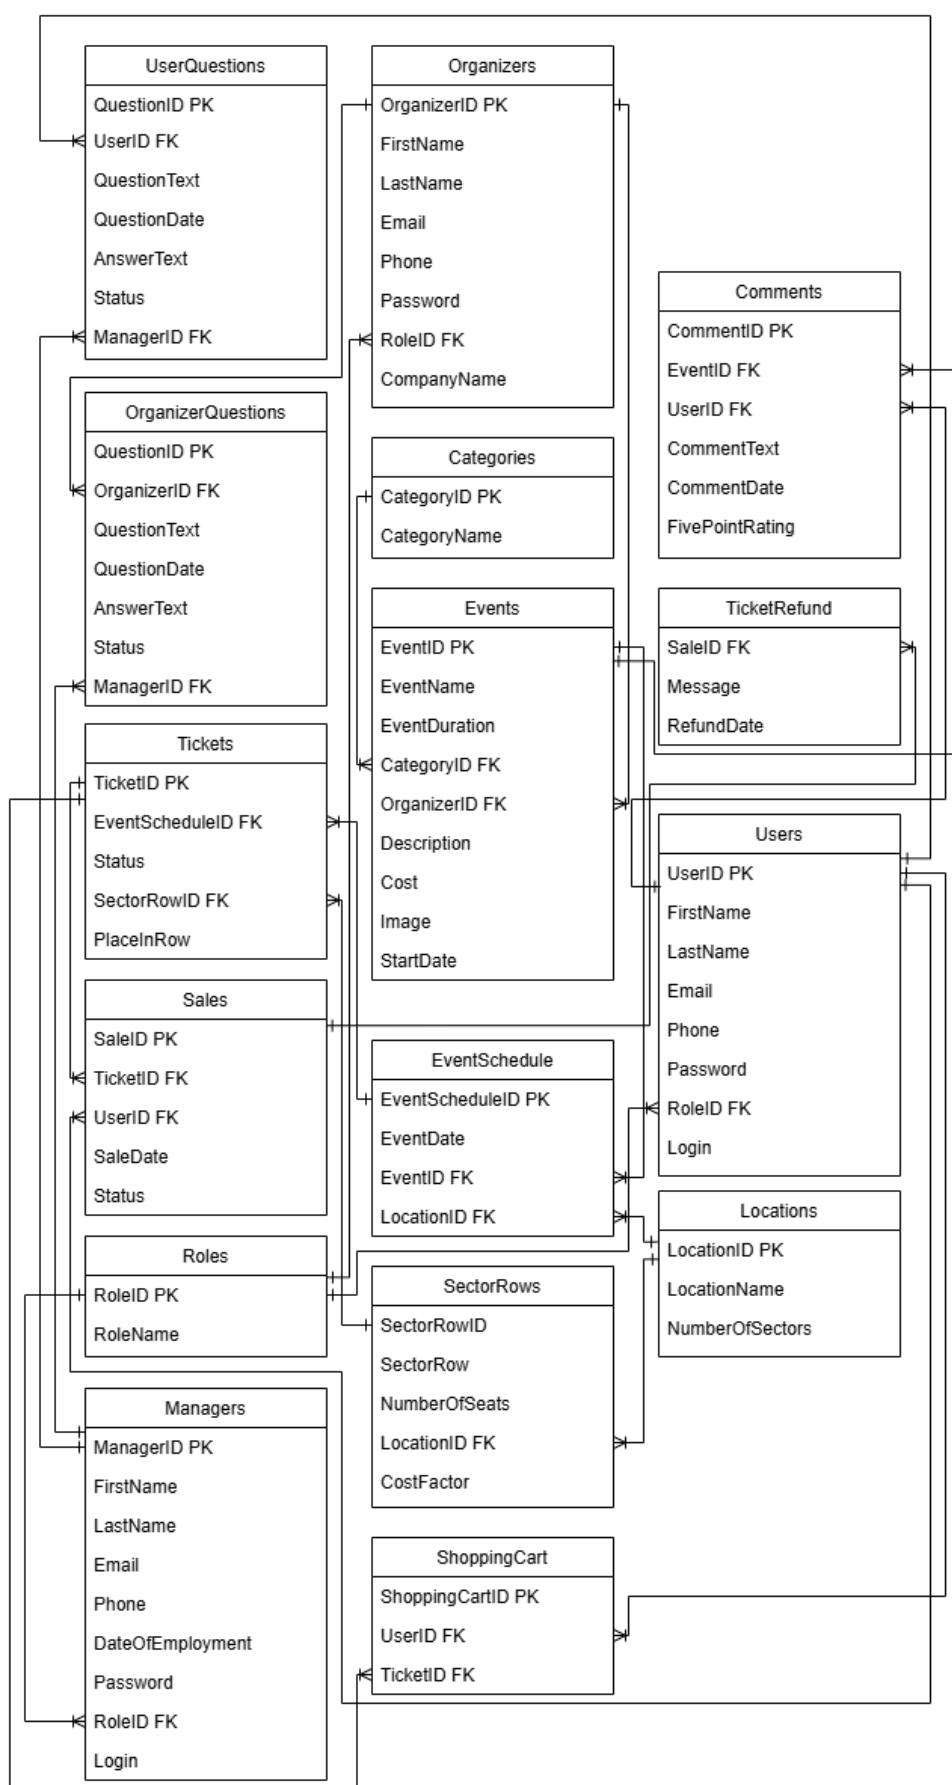 UserQuestions
QuestionID PK
UserID FK
QuestionText
QuestionDate
AnswerText
Status
ManagerID FK
OrganizerQuestions
QuestionID PK
OrganizerID FK
QuestionText
QuestionDate
AnswerText
Status
ManagerID FK
Tickets
TicketID PK
EventScheduleID FK
Status
SectorRowID FK
PlaceInRow
Sales
SaleID PK
TicketID FK
UserID FK
SaleDate
Status
Roles
RoleID PK
RoleName
Managers
ManagerID PK
FirstName
LastName
Email
Phone
DateOfEmployment
Password
RoleID FK
Login
Organizers
OrganizerID PK
FirstName
LastName
Email
Phone
Password
RoleID FK
CompanyName
Categories
CategoryID PK
CategoryName
Events
EventID PK
EventName
EventDuration
CategoryID FK
OrganizerID FK
Description
Cost
Image
StartDate
EventSchedule
EventScheduleID PK
EventDate
EventID FK
LocationID FK
SectorRows
SectorRowID
SectorRow
NumberOfSeats
LocationID FK
CostFactor
ShoppingCart
ShoppingCartID PK
UserID FK
TicketID FK
Comments
CommentID PK
EventID FK
UserID FK
CommentText
CommentDate
FivePointRating
TicketRefund
SaleID FK
Message
RefundDate
Users
UserID PK
FirstName
LastName
Email
Phone
Password
RoleID FK
Login
Locations
LocationID PK
LocationName
NumberOfSectors